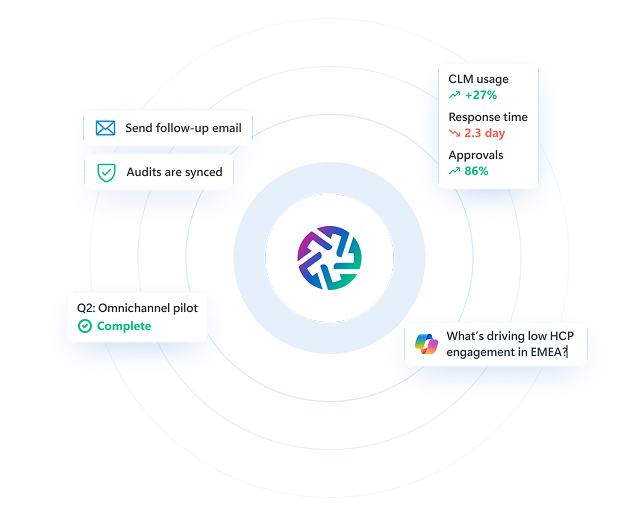 CLM usage
+27%
Response time
2.3 day
Approvals
86%
Send follow-up email
Audits are synced
Q2: Omnichannel pilot
Complete
What's driving low HCP
engagement in EMEA?